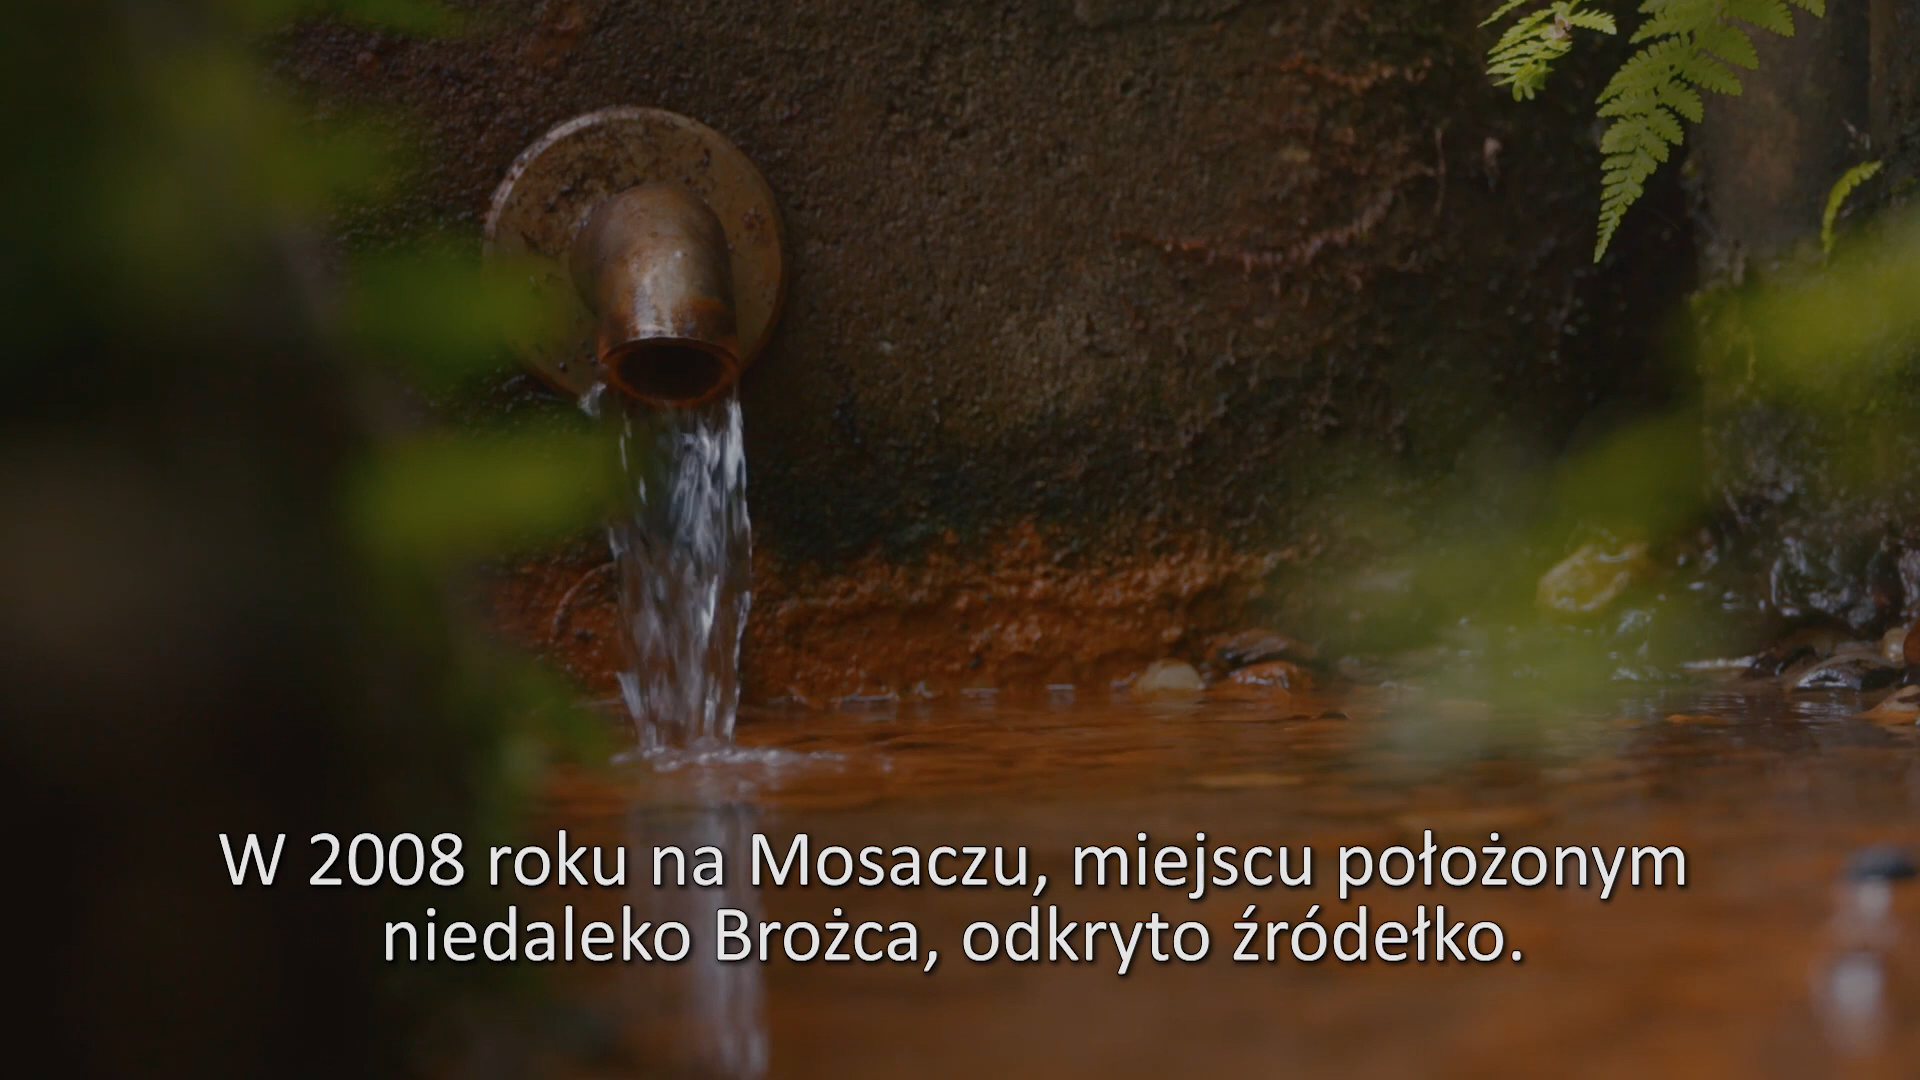 W 2008 roku na Mosaczu, miejscu położonym
niedaleko Brożca, odkryto źródełko.